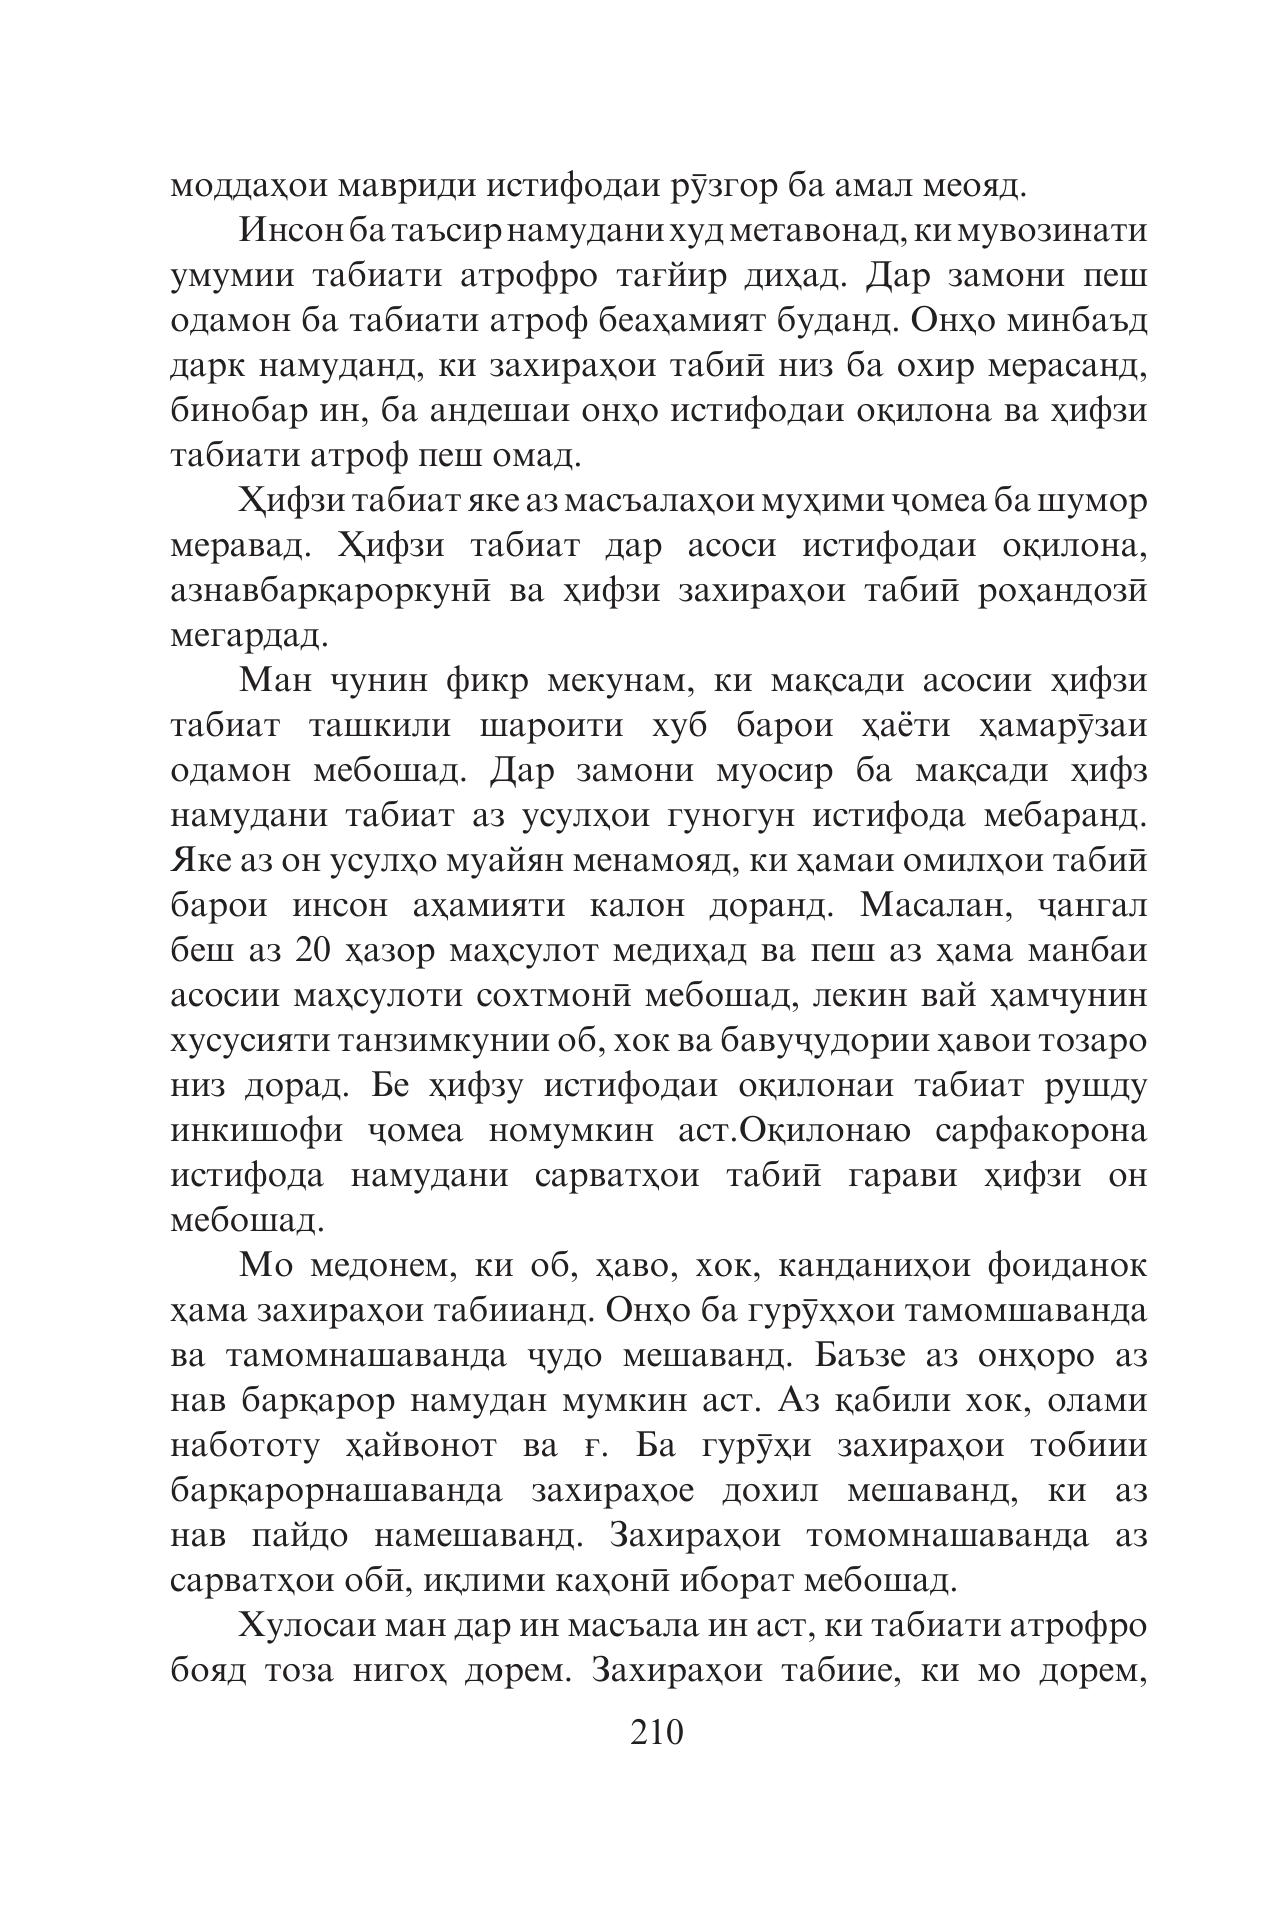 моддаҳои мавриди истифодаи рӯзгор ба амал меояд.
Инсон ба таъсир намудани худ метавонад, ки мувозинати
умумии табиати атрофро тағйир диҳад. Дар замони пеш
одамон ба табиати атроф беаҳамият буданд. Онҳо минбаъд
дарк намуданд, ки захираҳои табиӣ низ ба охир мерасанд,
бинобар ин, ба андешаи онҳо истифодаи оқилона ва ҳифзи
табиати атроф пеш омад.
Ҳифзи табиат яке аз масъалаҳои муҳими ҷомеа ба шумор
меравад. Ҳифзи табиат дар асоси истифодаи оқилона,
азнавбарқароркунӣ ва ҳифзи захираҳои табиӣ роҳандозӣ
мегардад.
Ман чунин фикр мекунам, ки мақсади асосии ҳифзи
табиат ташкили шароити хуб барои ҳаёти ҳамарӯзаи
одамон мебошад. Дар замони муосир ба мақсади ҳифз
намудани табиат аз усулҳои гуногун истифода мебаранд.
Яке аз он усулҳо муайян менамояд, ки ҳамаи омилҳои табиӣ
барои инсон аҳамияти калон доранд. Масалан, ҷангал
беш аз 20 ҳазор маҳсулот медиҳад ва пеш аз ҳама манбаи
асосии маҳсулоти сохтмонӣ мебошад, лекин вай ҳамчунин
хусусияти танзимкунии об, хок ва бавуҷудории ҳавои тозаро
низ дорад. Бе ҳифзу истифодаи оқилонаи табиат рушду
инкишофи ҷомеа номумкин аст.Оқилонаю сарфакорона
истифода намудани сарватҳои табиӣ гарави ҳифзи он
мебошад.
Мо медонем, ки об, ҳаво, хок, канданиҳои фоиданок
ҳама захираҳои табиианд. Онҳо ба гурӯҳҳои тамомшаванда
ва тамомнашаванда ҷудо мешаванд. Баъзе аз онҳоро аз
нав барқарор намудан мумкин аст. Аз қабили хок, олами
набототу ҳайвонот ва ғ. Ба гурӯҳи захираҳои тобиии
барқарорнашаванда захираҳое дохил мешаванд, ки аз
нав пайдо намешаванд. Захираҳои томомнашаванда аз
сарватҳои обӣ, иқлими каҳонӣ иборат мебошад.
Хулосаи ман дар ин масъала ин аст, ки табиати атрофро
бояд тоза нигоҳ дорем. Захираҳои табиие, ки мо дорем,
210